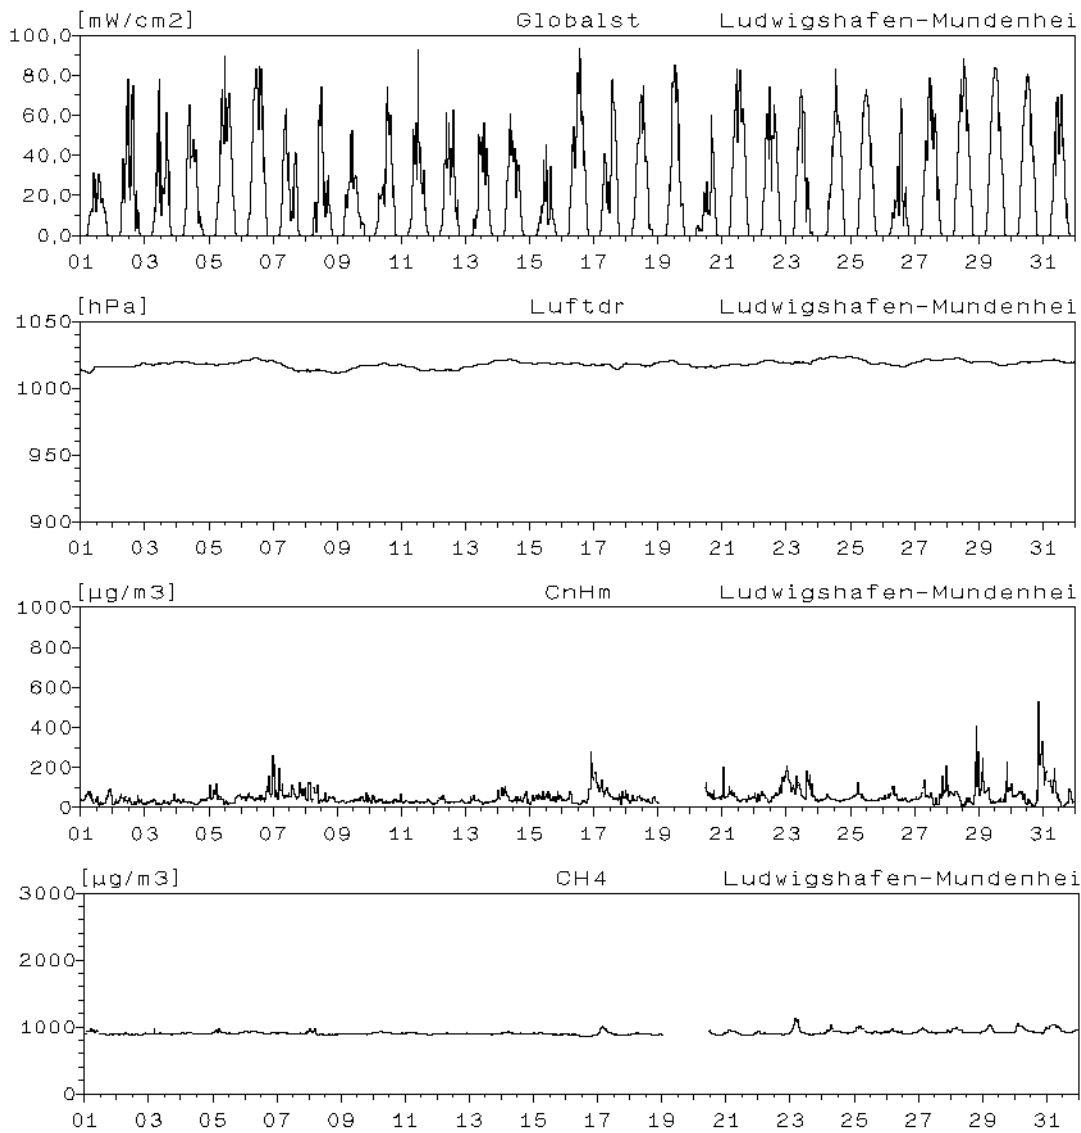 [mW/cm2] Globalst Ludwigshafen-Mundenhei
100,0
80,0
60,0
40,0
20,0
0,0
01 03 05 07 09 11 13 15 17 19 21 23 25 27 29 31
[hPa] Luftdr Ludwigshafen-Mundenhei
1050
1000
950
900
01 03 05 07 09 11 13 15 17 19 21 23 25 27 29 31
[µg/m3] CnHm Ludwigshafen-Mundenhei
1000
800
600
400
200
0
01 03 05 07 09 11 13 15 17 19 21 23 25 27 29 31
[µg/m3] CH4 Ludwigshafen-Mundenhei
3000
2000
1000
0
01 03 05 07 09 11 13 15 17 19 21 23 25 27 29 31